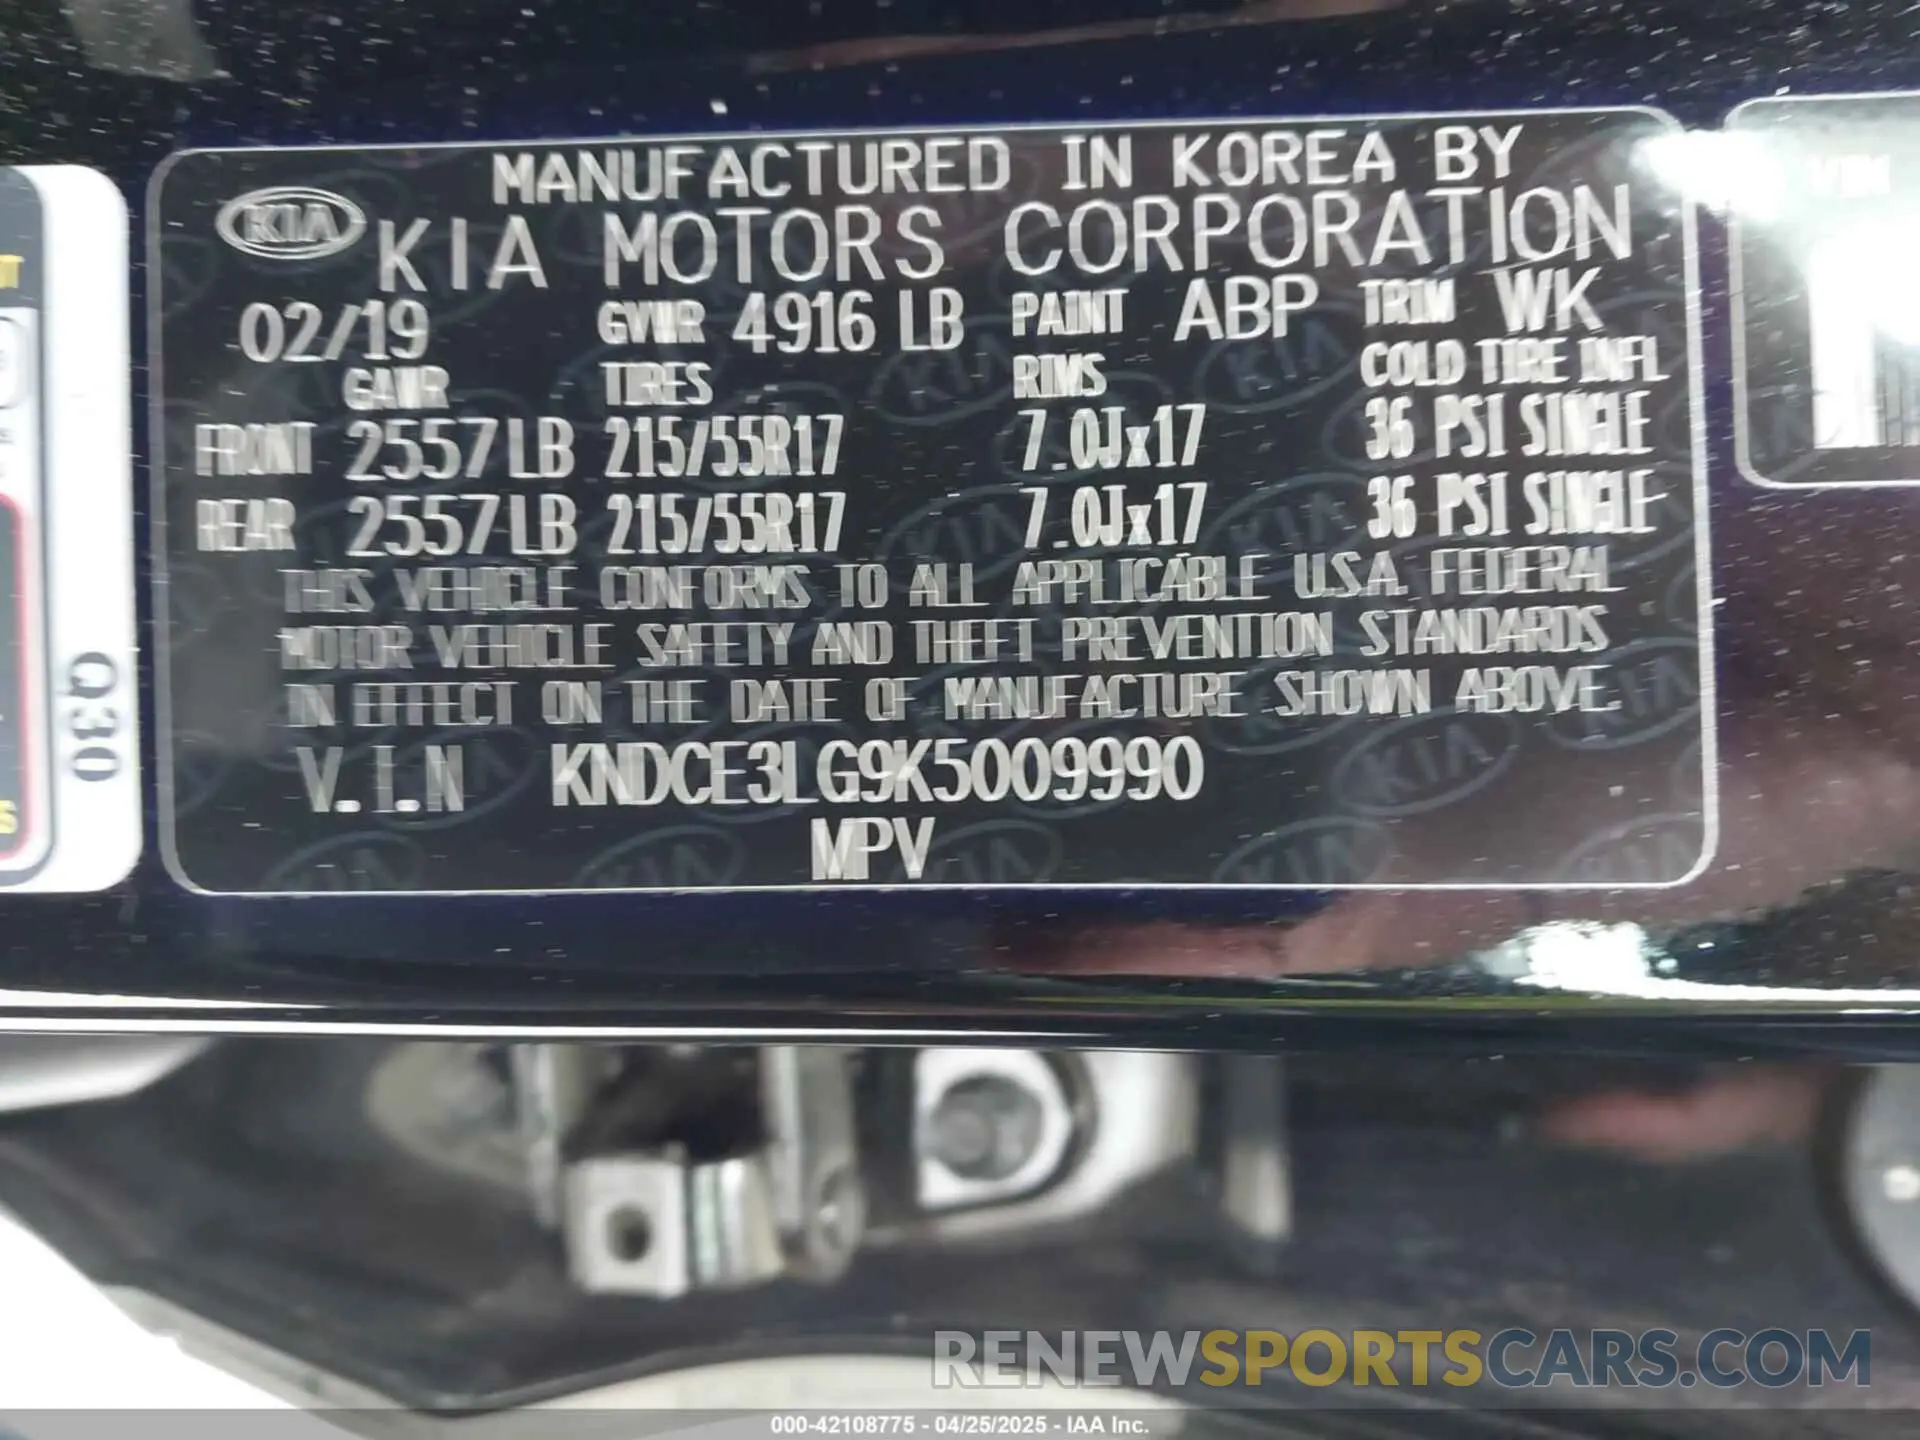 MANUFACTURED IN KOREA BY
KIA KIA MOTORS CORPORATION
02/19 GVWR 4916 LB PAINT ABP TRIM WK
GAWR TIRES RIMS COLD TIRE INFL
FRONT 2557 LB 215/55R17 7.0Jx17 36 PSI SINGLE
REAR 2557 LB 215/55R17 7.0Jx17 36 PSI SINGLE
THIS VEHICLE CONFORMS TO ALL APPLICABLE U.S.A. FEDERAL
MOTOR VEHICLE SAFETY AND THEFT PREVENTION STANDARDS
IN EFFECT ON THE DATE OF MANUFACTURE SHOWN ABOVE.
V.I.N KNDCE3LG9K5009990
MPV
Q30
VIN
RENEWSPORTSCARS.COM
000-42108775 - 04/25/2025 - IAA Inc.